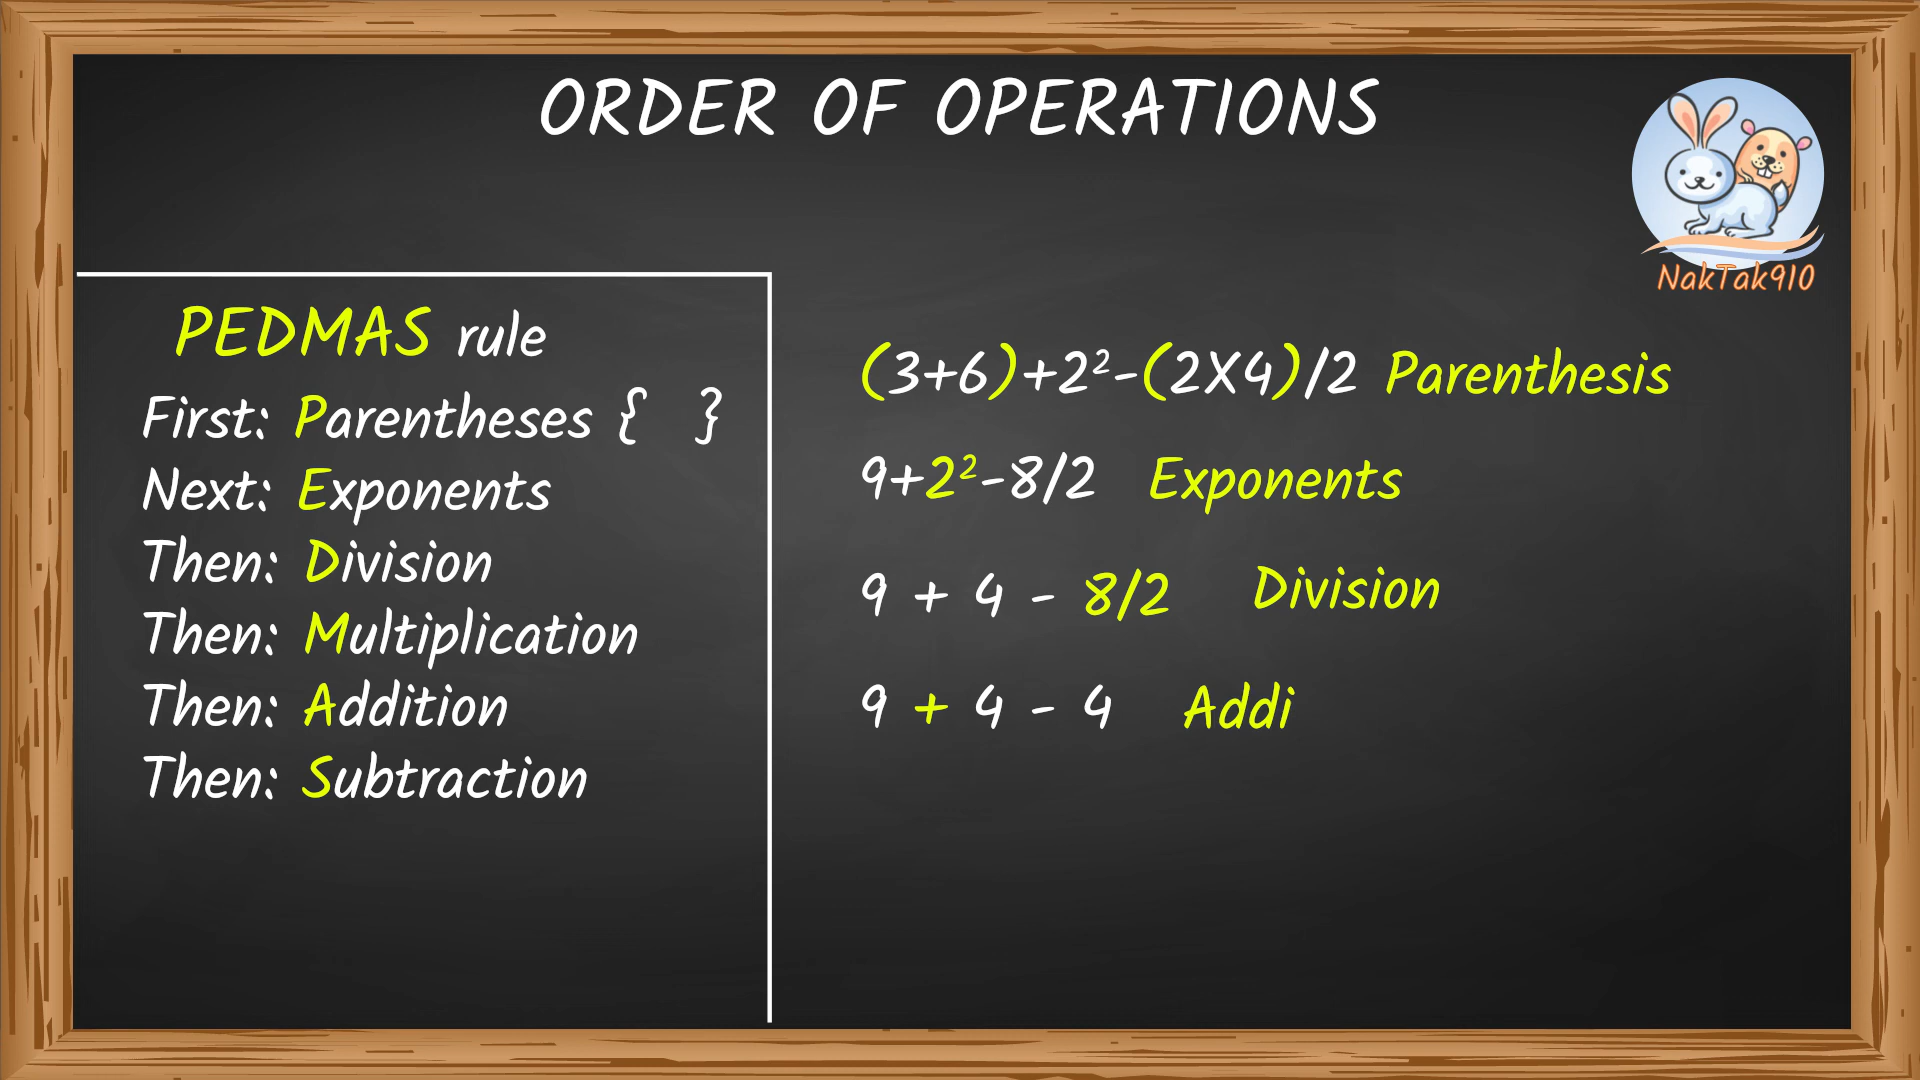 ORDER OF OPERATIONS
NakTak910
PEDMAS rule
First: Parentheses { }
Next: Exponents
Then: Division
Then: Multiplication
Then: Addition
Then: Subtraction
(3+6)+2²-(2X4)/2 Parenthesis
9+2²-8/2 Exponents
9 + 4 - 8/2 Division
9 + 4 - 4 Addi